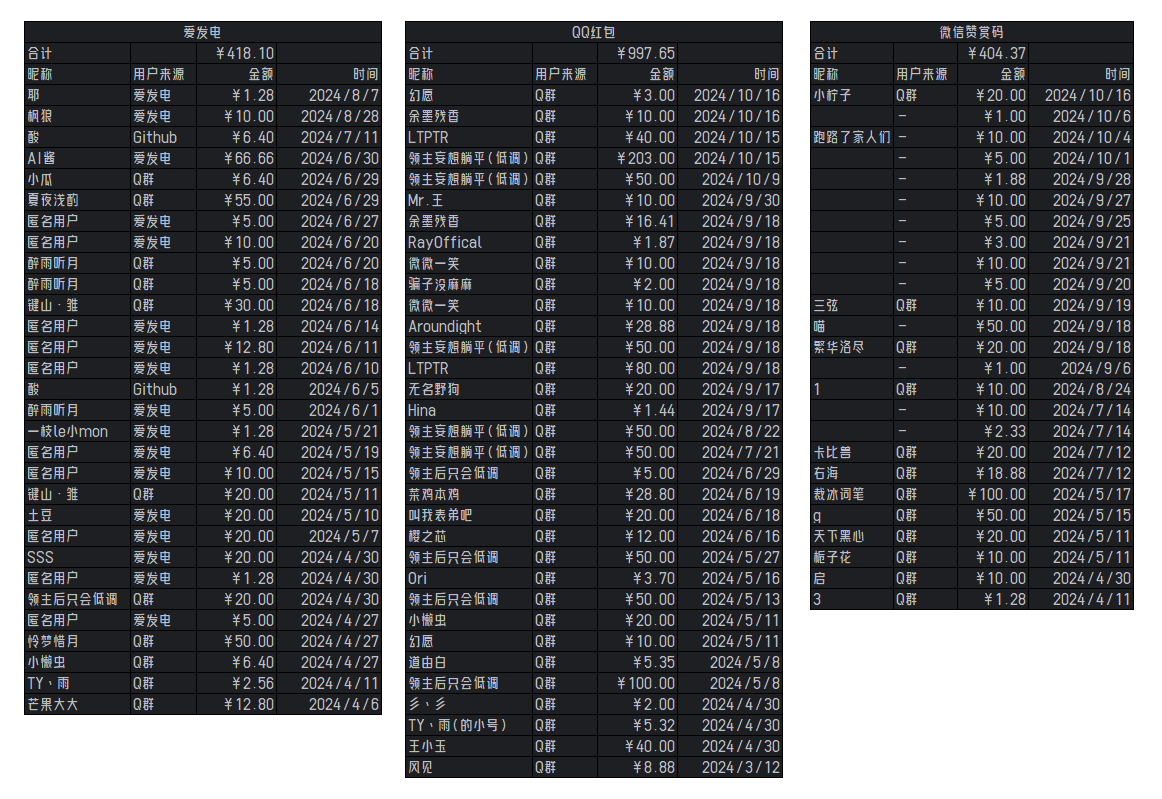 爱发电
合计 ￥418.10
昵称 用户来源 金额 时间
耶 爱发电 ￥1.28 2024/8/7
枫狼 爱发电 ￥10.00 2024/8/28
酸 Github ￥6.40 2024/7/11
AI酱 爱发电 ￥66.66 2024/6/30
小瓜 Q群 ￥6.40 2024/6/29
夏夜浅酌 Q群 ￥55.00 2024/6/29
匿名用户 爱发电 ￥5.00 2024/6/27
匿名用户 爱发电 ￥10.00 2024/6/20
醉雨听月 Q群 ￥5.00 2024/6/20
醉雨听月 Q群 ￥5.00 2024/6/18
键山·雏 Q群 ￥30.00 2024/6/18
匿名用户 爱发电 ￥1.28 2024/6/14
匿名用户 爱发电 ￥12.80 2024/6/11
匿名用户 爱发电 ￥1.28 2024/6/10
酸 Github ￥1.28 2024/6/5
醉雨听月 爱发电 ￥5.00 2024/6/1
一枝le小mon 爱发电 ￥1.28 2024/5/21
匿名用户 爱发电 ￥6.40 2024/5/19
匿名用户 爱发电 ￥10.00 2024/5/15
键山·雏 Q群 ￥20.00 2024/5/11
土豆 爱发电 ￥20.00 2024/5/10
匿名用户 爱发电 ￥20.00 2024/5/7
SSS 爱发电 ￥20.00 2024/4/30
匿名用户 爱发电 ￥1.28 2024/4/30
领主后只会低调 Q群 ￥20.00 2024/4/30
匿名用户 爱发电 ￥5.00 2024/4/27
怜梦惜月 Q群 ￥50.00 2024/4/27
小懒虫 Q群 ￥6.40 2024/4/27
TY丶雨 Q群 ￥2.56 2024/4/11
芒果大大 Q群 ￥12.80 2024/4/6
QQ红包
合计 ￥997.65
昵称 用户来源 金额 时间
幻愿 Q群 ￥3.00 2024/10/16
余墨残香 Q群 ￥10.00 2024/10/16
LTPTR Q群 ￥40.00 2024/10/15
领主妄想躺平(低调) Q群 ￥203.00 2024/10/15
领主妄想躺平(低调) Q群 ￥50.00 2024/10/9
Mr.王 Q群 ￥10.00 2024/9/30
余墨残香 Q群 ￥16.41 2024/9/18
RayOffical Q群 ￥1.87 2024/9/18
微微一笑 Q群 ￥10.00 2024/9/18
骗子没麻麻 Q群 ￥2.00 2024/9/18
微微一笑 Q群 ￥10.00 2024/9/18
Aroundight Q群 ￥28.88 2024/9/18
领主妄想躺平(低调) Q群 ￥50.00 2024/9/18
LTPTR Q群 ￥80.00 2024/9/18
无名野狗 Q群 ￥20.00 2024/9/17
Hina Q群 ￥1.44 2024/9/17
领主妄想躺平(低调) Q群 ￥50.00 2024/8/22
领主妄想躺平(低调) Q群 ￥50.00 2024/7/21
领主后只会低调 Q群 ￥5.00 2024/6/29
菜鸡本鸡 Q群 ￥28.80 2024/6/19
叫我表弟吧 Q群 ￥20.00 2024/6/18
樱之芯 Q群 ￥12.00 2024/6/16
领主后只会低调 Q群 ￥50.00 2024/5/27
Ori Q群 ￥3.70 2024/5/16
领主后只会低调 Q群 ￥50.00 2024/5/13
小懒虫 Q群 ￥20.00 2024/5/11
幻愿 Q群 ￥10.00 2024/5/11
道由白 Q群 ￥5.35 2024/5/8
领主后只会低调 Q群 ￥100.00 2024/5/8
彡丶彡 Q群 ￥2.00 2024/4/30
TY丶雨(的小号) Q群 ￥5.32 2024/4/30
王小玉 Q群 ￥40.00 2024/4/30
风见 Q群 ￥8.88 2024/3/12
微信赞赏码
合计 ￥404.37
昵称 用户来源 金额 时间
小柠子 Q群 ￥20.00 2024/10/16
- ￥1.00 2024/10/6
跑路了家人们 - ￥10.00 2024/10/4
- ￥5.00 2024/10/1
- ￥1.88 2024/9/28
- ￥10.00 2024/9/27
- ￥5.00 2024/9/25
- ￥3.00 2024/9/21
- ￥10.00 2024/9/21
- ￥5.00 2024/9/20
三弦 Q群 ￥10.00 2024/9/19
喵 - ￥50.00 2024/9/18
繁华洛尽 Q群 ￥20.00 2024/9/18
- ￥1.00 2024/9/6
1 Q群 ￥10.00 2024/8/24
- ￥10.00 2024/7/14
- ￥2.33 2024/7/14
卡比兽 Q群 ￥20.00 2024/7/12
右海 Q群 ￥18.88 2024/7/12
裁冰词笔 Q群 ￥100.00 2024/5/17
q Q群 ￥50.00 2024/5/15
天下黑心 Q群 ￥20.00 2024/5/11
栀子花 Q群 ￥10.00 2024/5/11
启 Q群 ￥10.00 2024/4/30
3 Q群 ￥1.28 2024/4/11